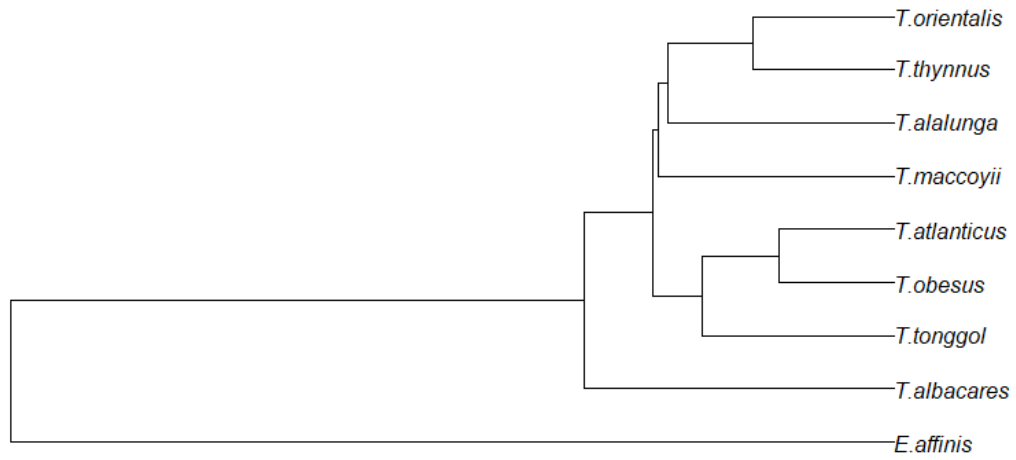 T.orientalis
T.thynnus
T.alalunga
T.maccoyii
T.atlanticus
T.obesus
T.tonggol
T.albacares
E.affinis